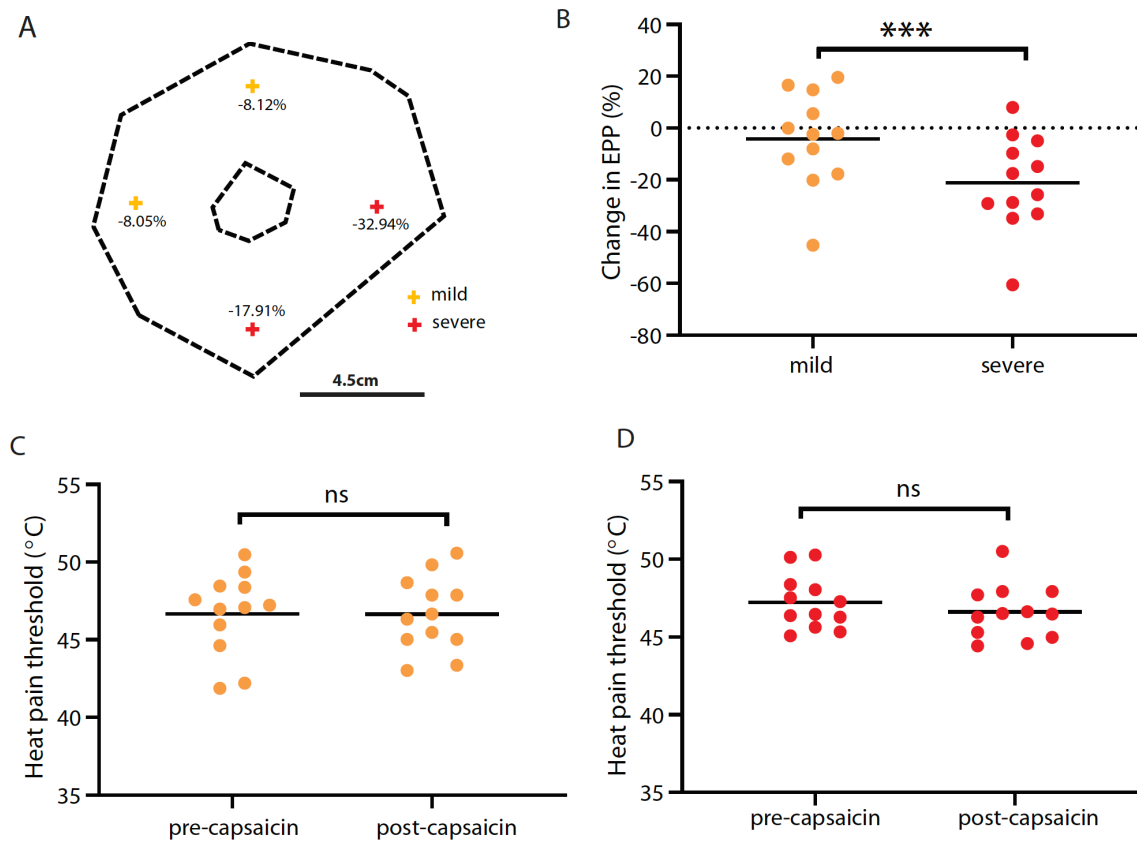 A
-8.12%
-8.05%
-32.94%
-17.91%
mild
severe
4.5cm
B
***
Change in EPP (%)
40
20
0
-20
-40
-60
-80
mild
severe
C
ns
Heat pain threshold (°C)
55
50
45
40
35
pre-capsaicin
post-capsaicin
D
ns
Heat pain threshold (°C)
55
50
45
40
35
pre-capsaicin
post-capsaicin